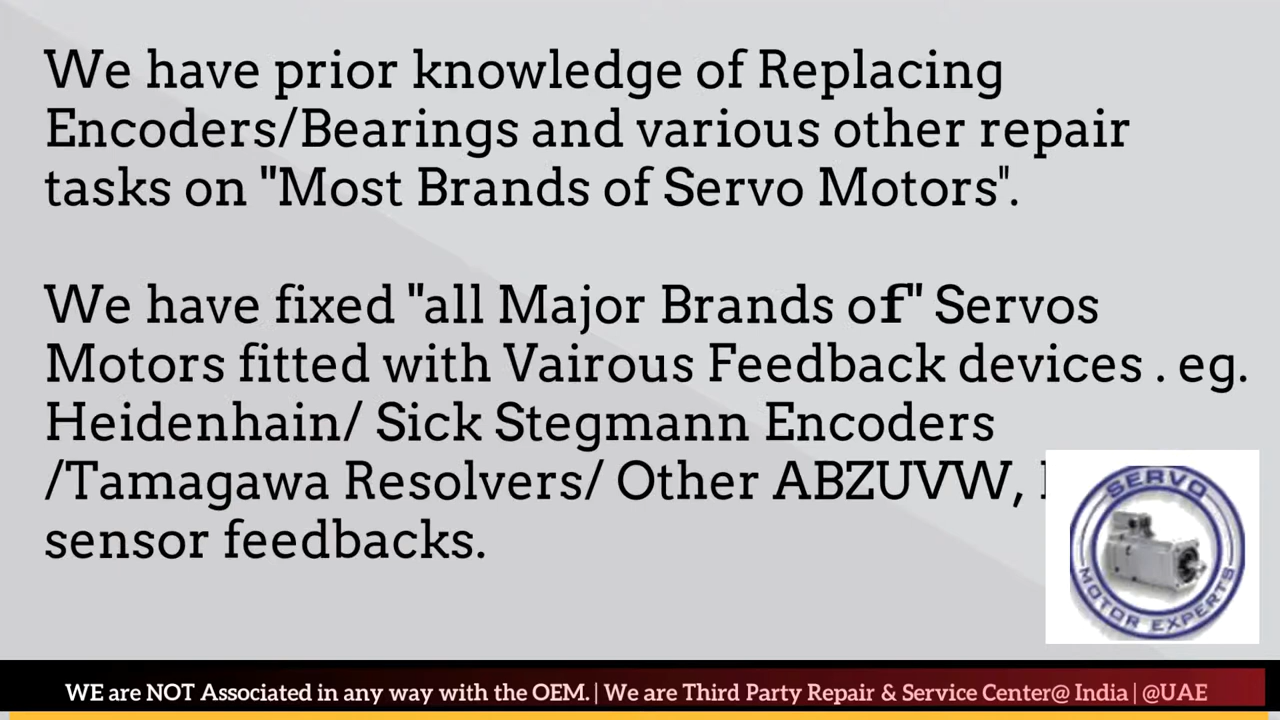 We have prior knowledge of Replacing
Encoders/Bearings and various other repair
tasks on "Most Brands of Servo Motors".
We have fixed "all Major Brands of" Servos
Motors fitted with Vairous Feedback devices . eg.
Heidenhain/ Sick Stegmann Encoders
/Tamagawa Resolvers/ Other ABZUVW,
sensor feedbacks.
SERVO
MOTOR EXPERTS
WE are NOT Associated in any way with the OEM. | We are Third Party Repair & Service Center@ India | @UAE